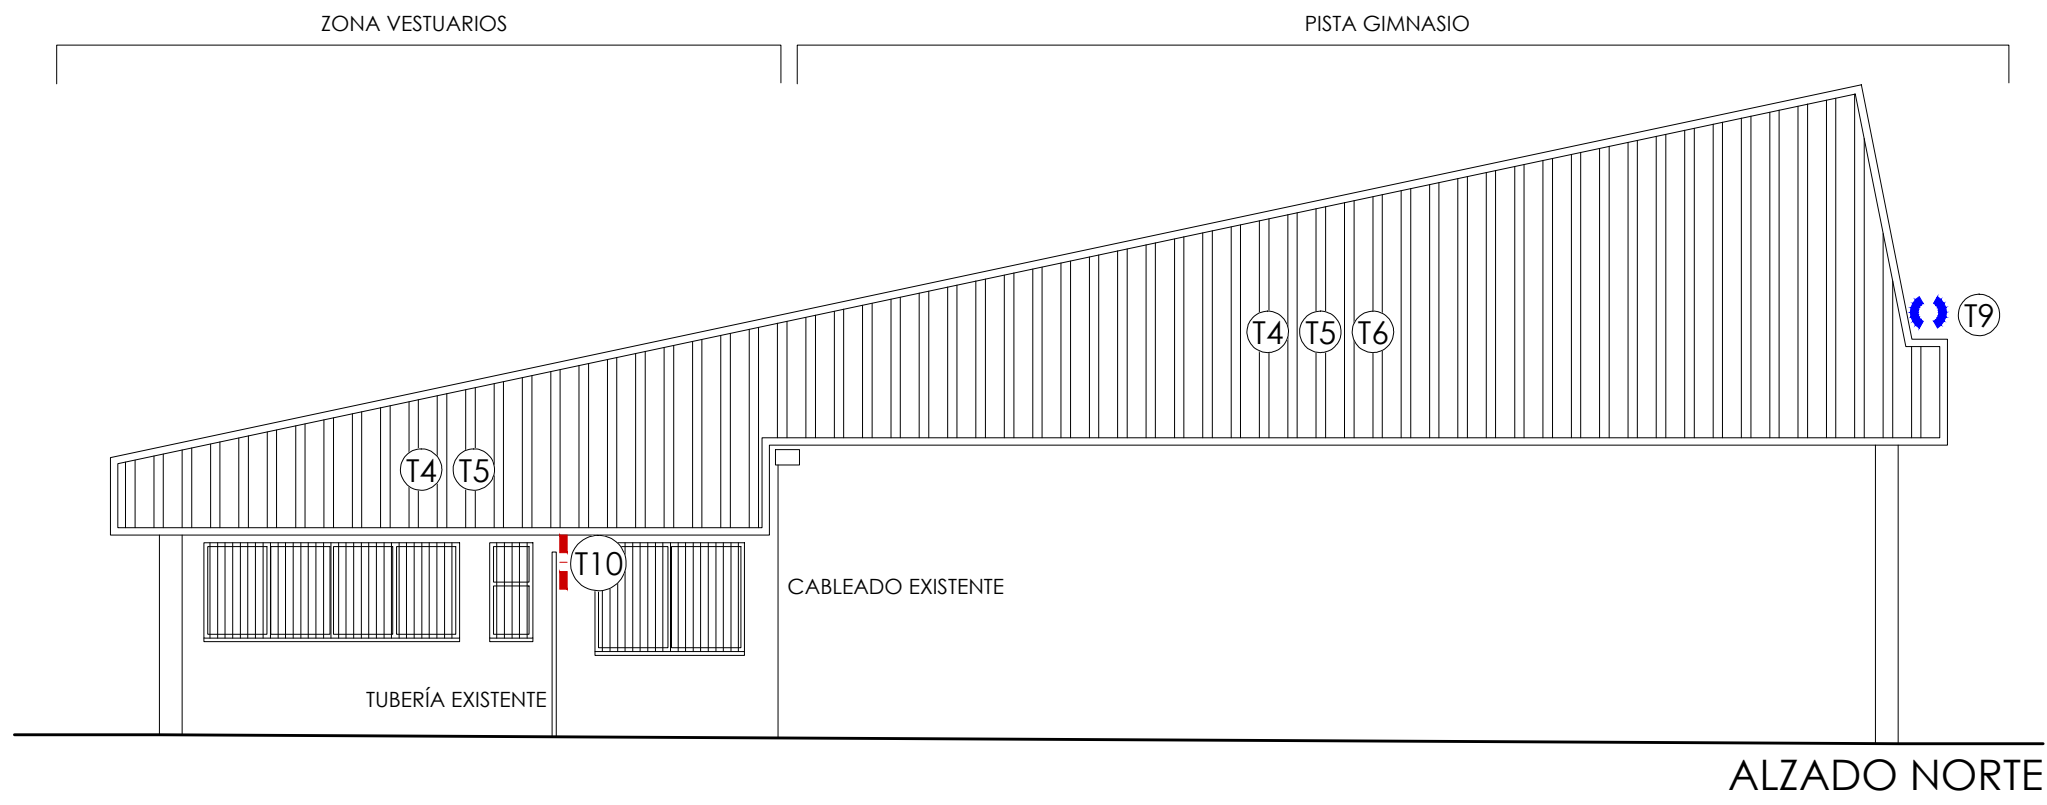 ZONA VESTUARIOS
PISTA GIMNASIO
T9
T4 T5 T6
T4 T5
T10
CABLEADO EXISTENTE
TUBERÍA EXISTENTE
ALZADO NORTE